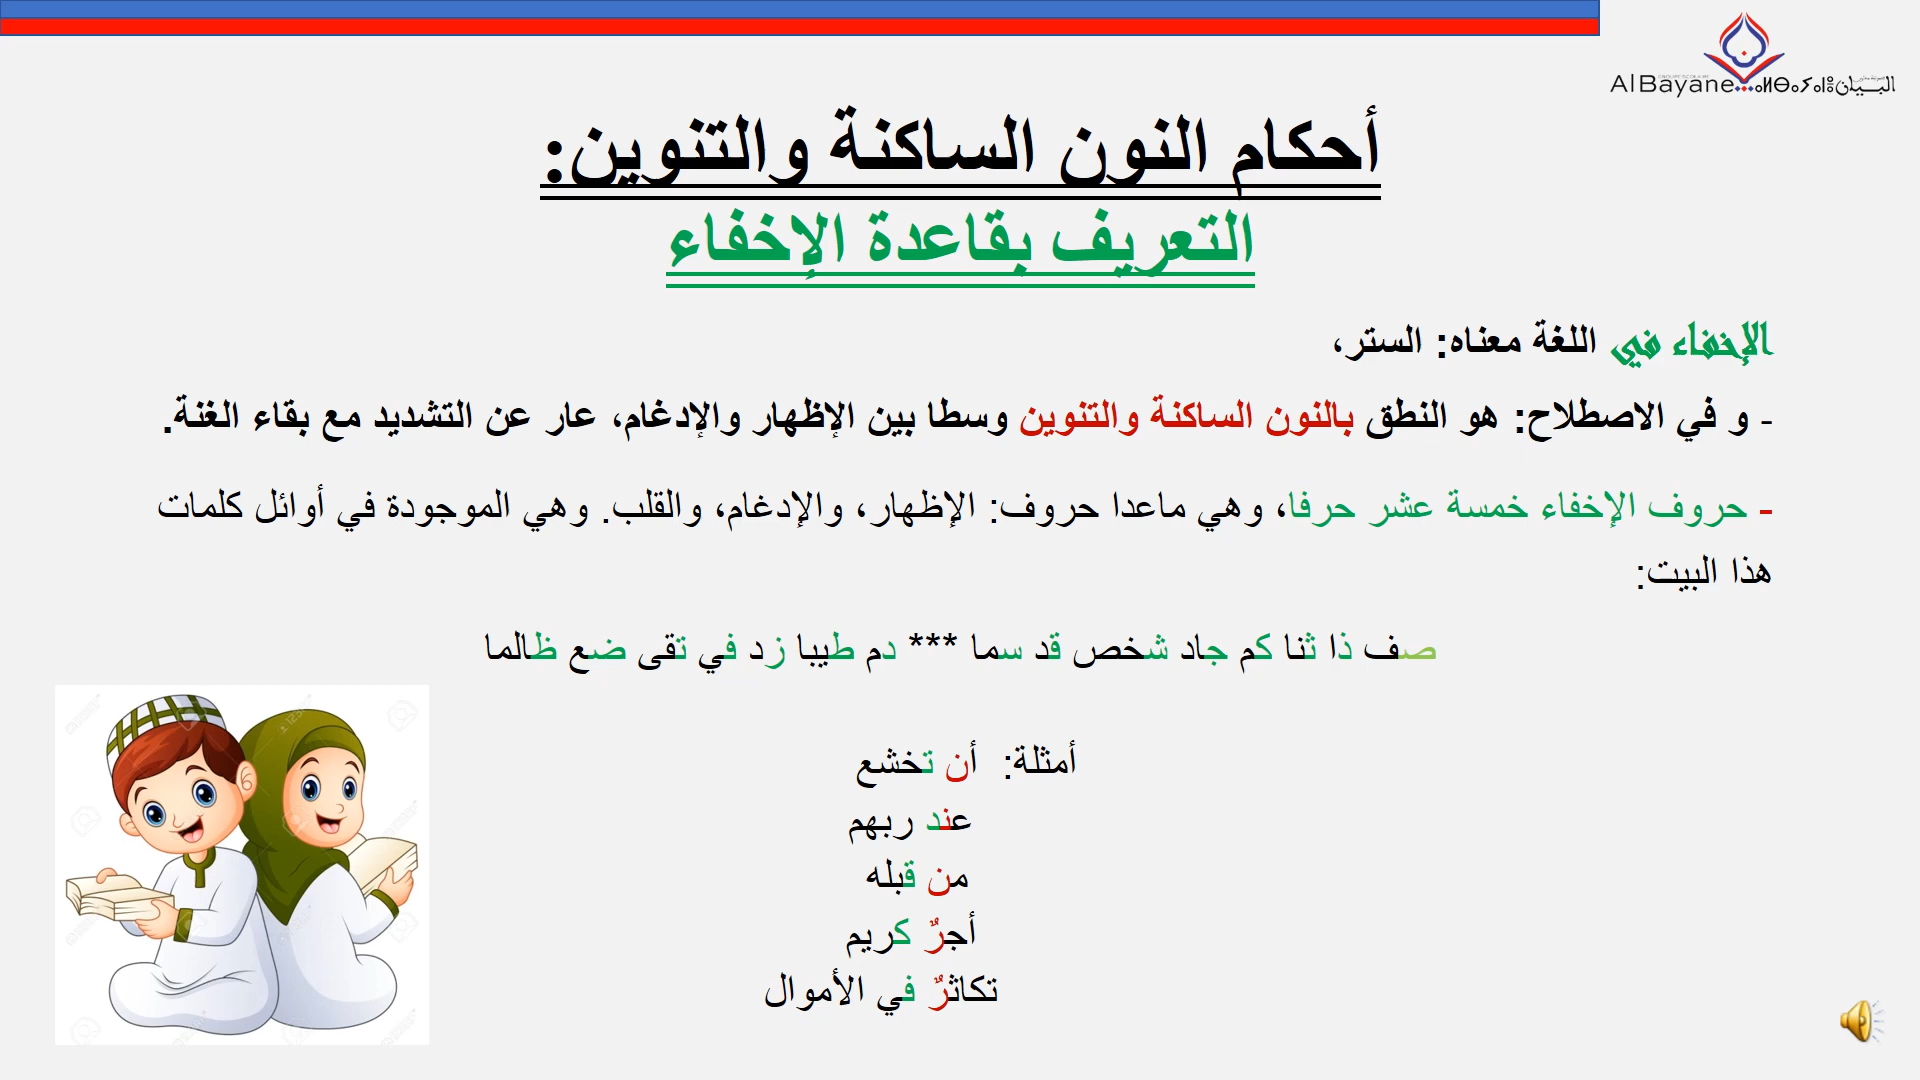 AlBayane ⴰⵍⴱⴰⵢⴰⵏ البيان
أحكام النون الساكنة والتنوين:
التعريف بقاعدة الإخفاء
الإخفاء في اللغة معناه: الستر،
- و في الاصطلاح: هو النطق بالنون الساكنة والتنوين وسطا بين الإظهار والإدغام، عار عن التشديد مع بقاء الغنة.
- حروف الإخفاء خمسة عشر حرفا، وهي ماعدا حروف: الإظهار، والإدغام، والقلب. وهي الموجودة في أوائل كلمات
هذا البيت:
صف ذا ثنا كم جاد شخص قد سما *** دم طيبا زد في تقى ضع ظالما
أمثلة: أن تخشع
عند ربهم
من قبله
أجرٌ كريم
تكاثرٌ في الأموال